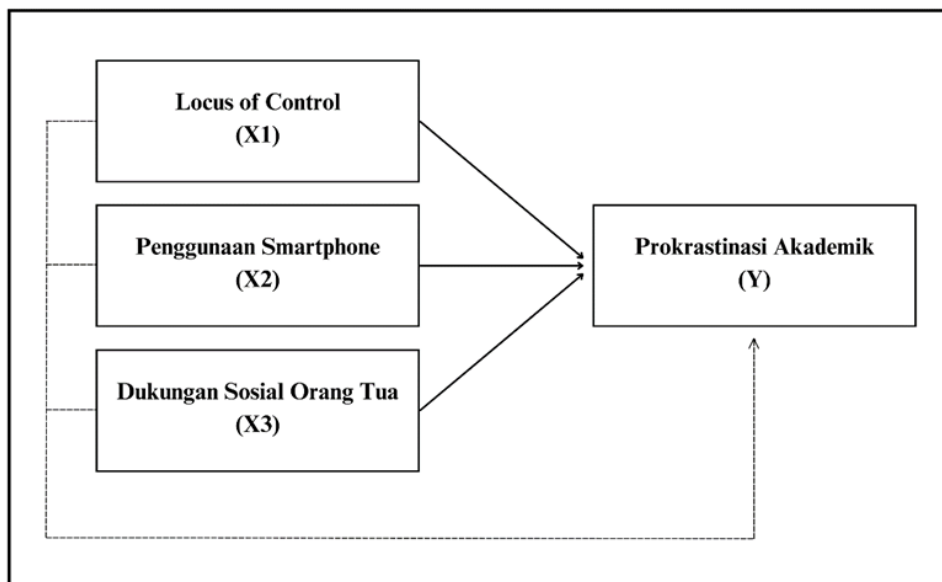 Locus of Control
(X1)
Penggunaan Smartphone
(X2)
Dukungan Sosial Orang Tua
(X3)
Prokrastinasi Akademik
(Y)